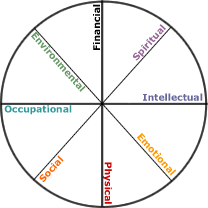 Financial
Spiritual
Environmental
Intellectual
Occupational
Emotional
Social
Physical